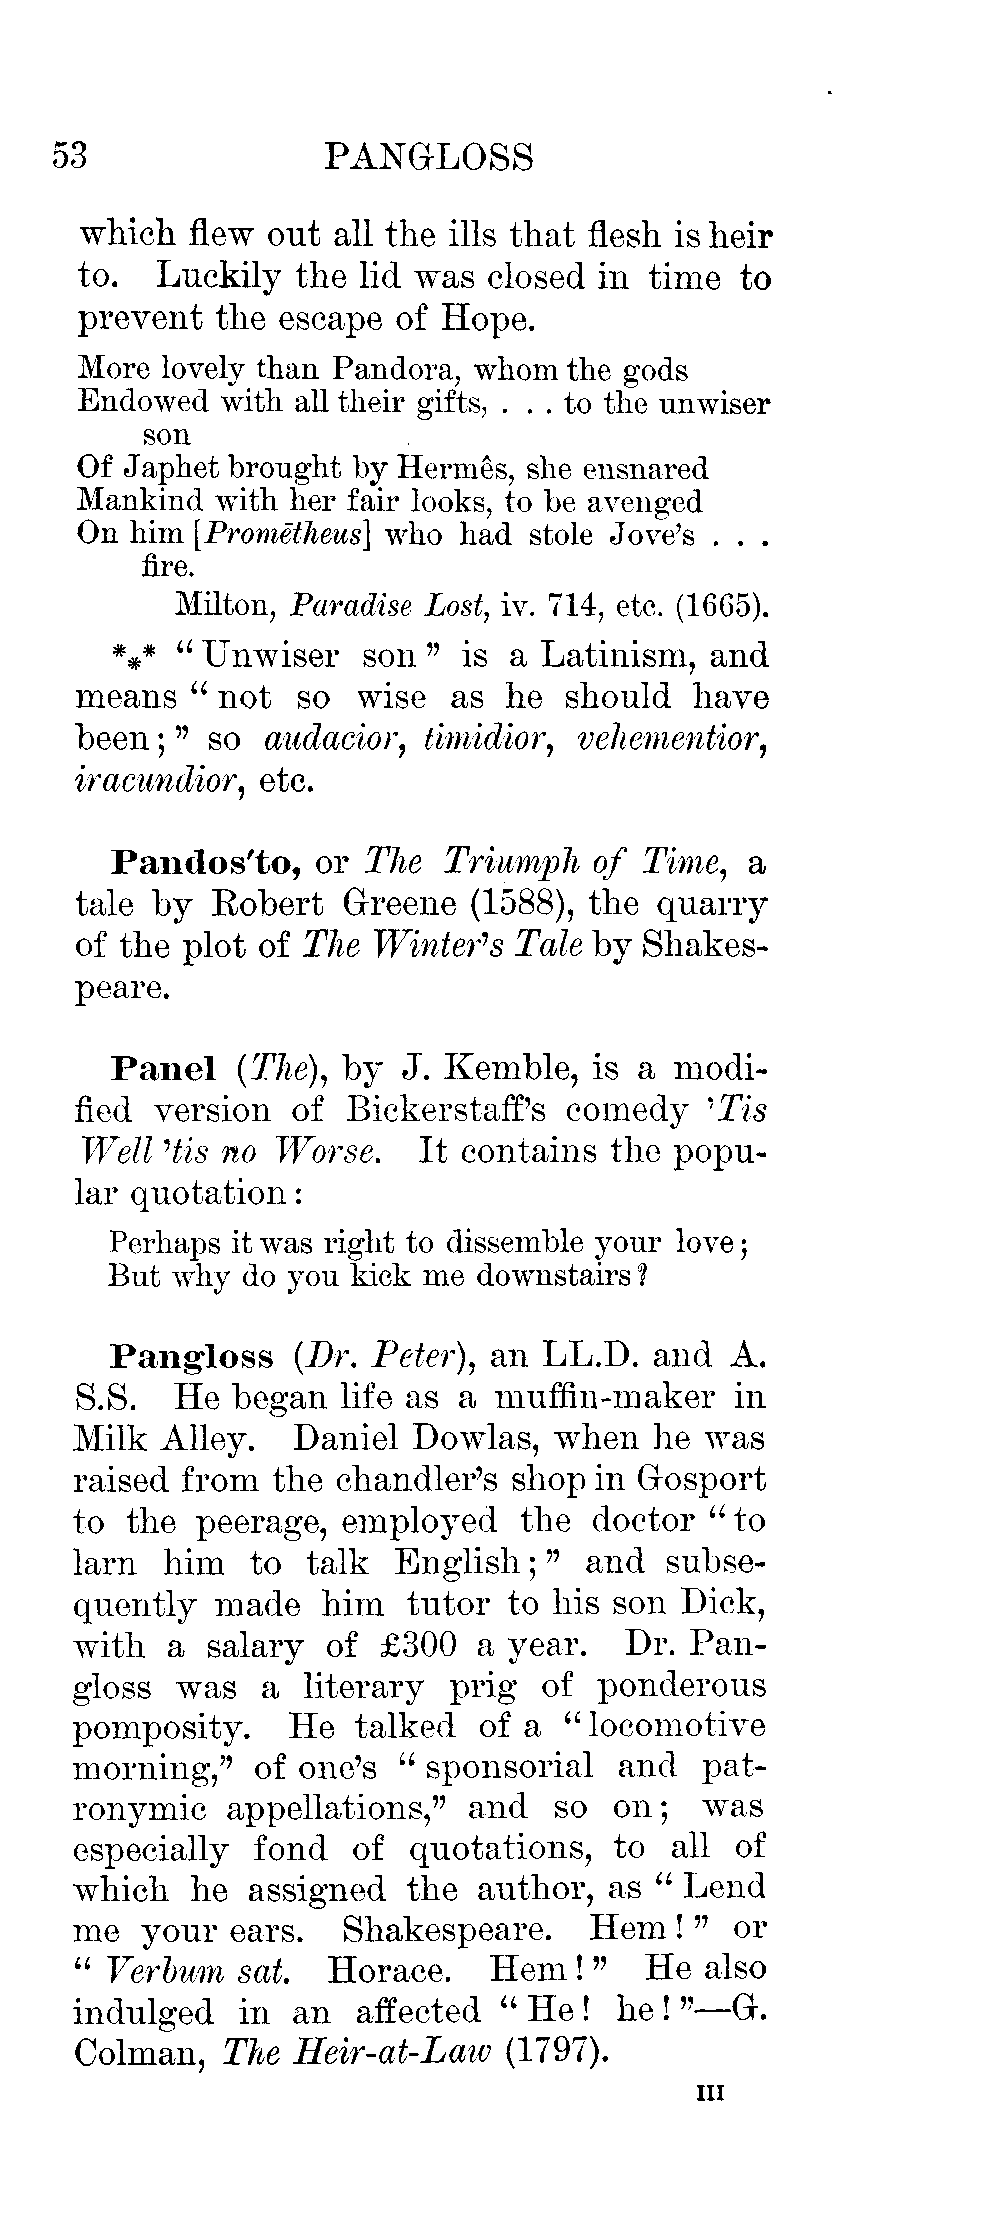 53 PANGLOSS
which flew out all the ills that flesh is heir
to. Luckily the lid was closed in time to
prevent the escape of Hope.
More lovely than Pandora, whom the gods
Endowed with all their gifts, . . . to the unwiser
son
Of Japhet brought by Hermês, she ensnared
Mankind with her fair looks, to be avenged
On him [Promētheus] who had stole Jove's . . .
fire.
Milton, Paradise Lost, iv. 714, etc. (1665).
*⁎* “Unwiser son” is a Latinism, and
means “not so wise as he should have
been;” so audacior, timidior, vehementior,
iracundior, etc.
Pandos'to, or The Triumph of Time, a
tale by Robert Greene (1588), the quarry
of the plot of The Winter's Tale by Shakes-
peare.
Panel (The), by J. Kemble, is a modi-
fied version of Bickerstaff's comedy 'Tis
Well 'tis no Worse. It contains the popu-
lar quotation:
Perhaps it was right to dissemble your love;
But why do you kick me downstairs?
Pangloss (Dr. Peter), an LL.D. and A.
S.S. He began life as a muffin-maker in
Milk Alley. Daniel Dowlas, when he was
raised from the chandler's shop in Gosport
to the peerage, employed the doctor “to
larn him to talk English;” and subse-
quently made him tutor to his son Dick,
with a salary of £300 a year. Dr. Pan-
gloss was a literary prig of ponderous
pomposity. He talked of a “locomotive
morning,” of one's “sponsorial and pat-
ronymic appellations,” and so on; was
especially fond of quotations, to all of
which he assigned the author, as “Lend
me your ears. Shakespeare. Hem!” or
“Verbum sat. Horace. Hem!” He also
indulged in an affected “He! he!”—G.
Colman, The Heir-at-Law (1797).
III